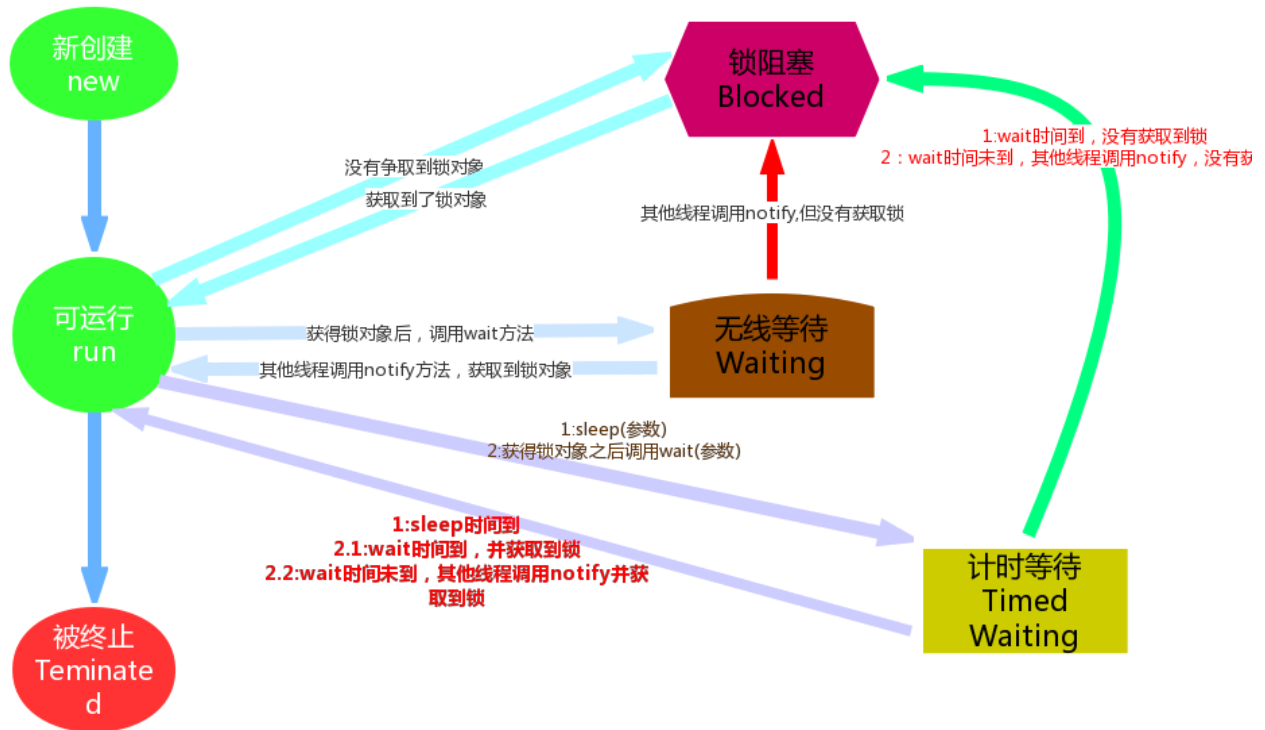 新创建
new
锁阻塞
Blocked
1:wait时间到，没有获取到锁
2：wait时间未到，其他线程调用notify，没有获
没有争取到锁对象
获取到了锁对象
其他线程调用notify,但没有获取锁
可运行
run
获得锁对象后，调用wait方法
其他线程调用notify方法，获取到锁对象
无线等待
Waiting
1:sleep(参数)
2:获得锁对象之后调用wait(参数)
1:sleep时间到
2.1:wait时间到，并获取到锁
2.2:wait时间未到，其他线程调用notify并获
取到锁
计时等待
Timed
Waiting
被终止
Teminate
d